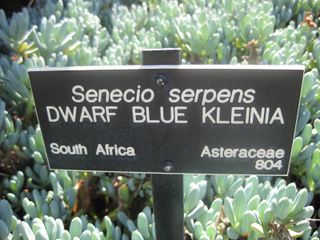 Senecio serpens
DWARF BLUE KLEINIA
South Africa Asteraceae
804